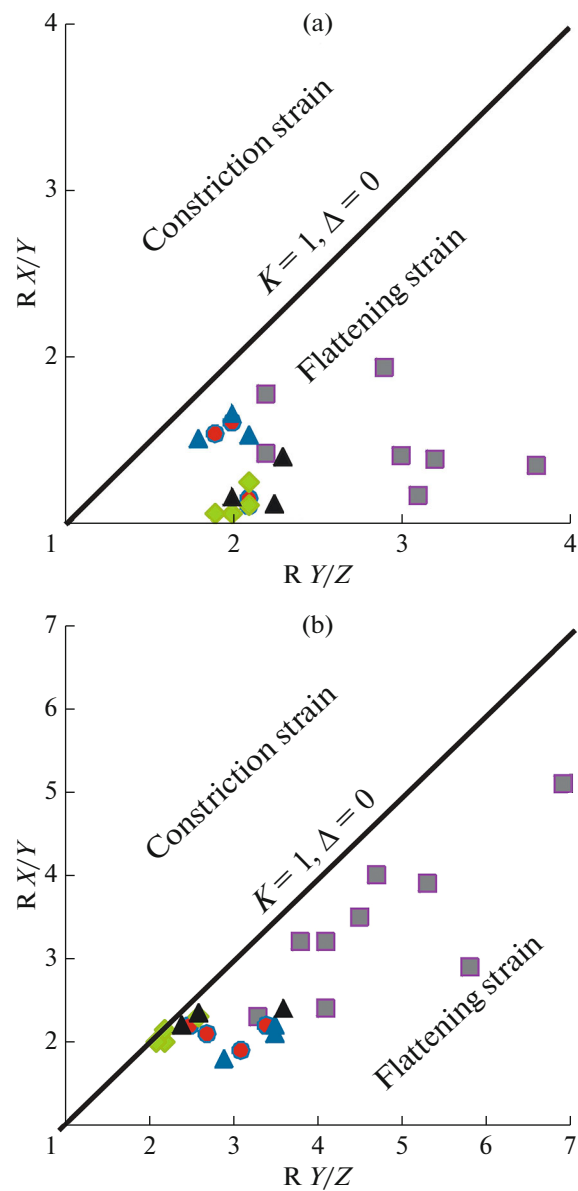 (a)
4
3
2
1
R X/Y
Constriction strain
K = 1, Δ = 0
Flattening strain
2
3
4
R Y/Z
(b)
7
6
5
4
3
2
1
R X/Y
Constriction strain
K = 1, Δ = 0
Flattening strain
2
3
4
5
6
7
R Y/Z